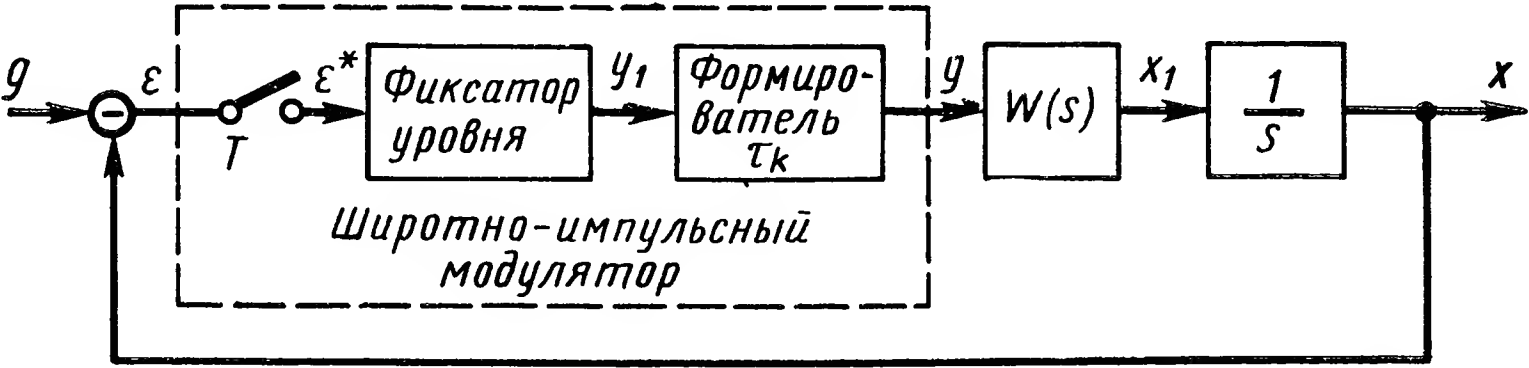 g
ε
T
ε*
Фиксатор
уровня
y1
Формиро-
ватель
τk
y
W(s)
x1
1
S
x
Широтно-импульсный
модулятор